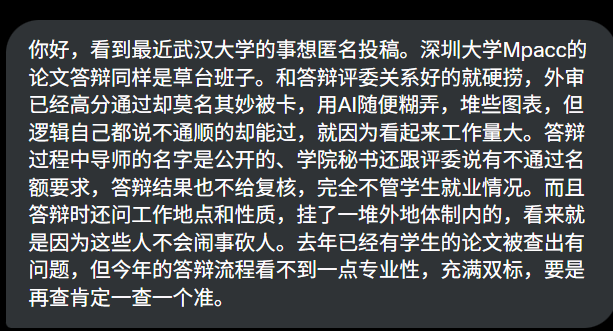 你好，看到最近武汉大学的事想匿名投稿。深圳大学Mpacc的
论文答辩同样是草台班子。和答辩评委关系好的就硬捞，外审
已经高分通过却莫名其妙被卡，用AI随便糊弄，堆些图表，但
逻辑自己都说不通顺的却能过，就因为看起来工作量大。答辩
过程中导师的名字是公开的、学院秘书还跟评委说有不通过名
额要求，答辩结果也不给复核，完全不管学生就业情况。而且
答辩时还问工作地点和性质，挂了一堆外地体制内的，看来就
是因为这些人不会闹事砍人。去年已经有学生的论文被查出有
问题，但今年的答辩流程看不到一点专业性，充满双标，要是
再查肯定一查一个准。